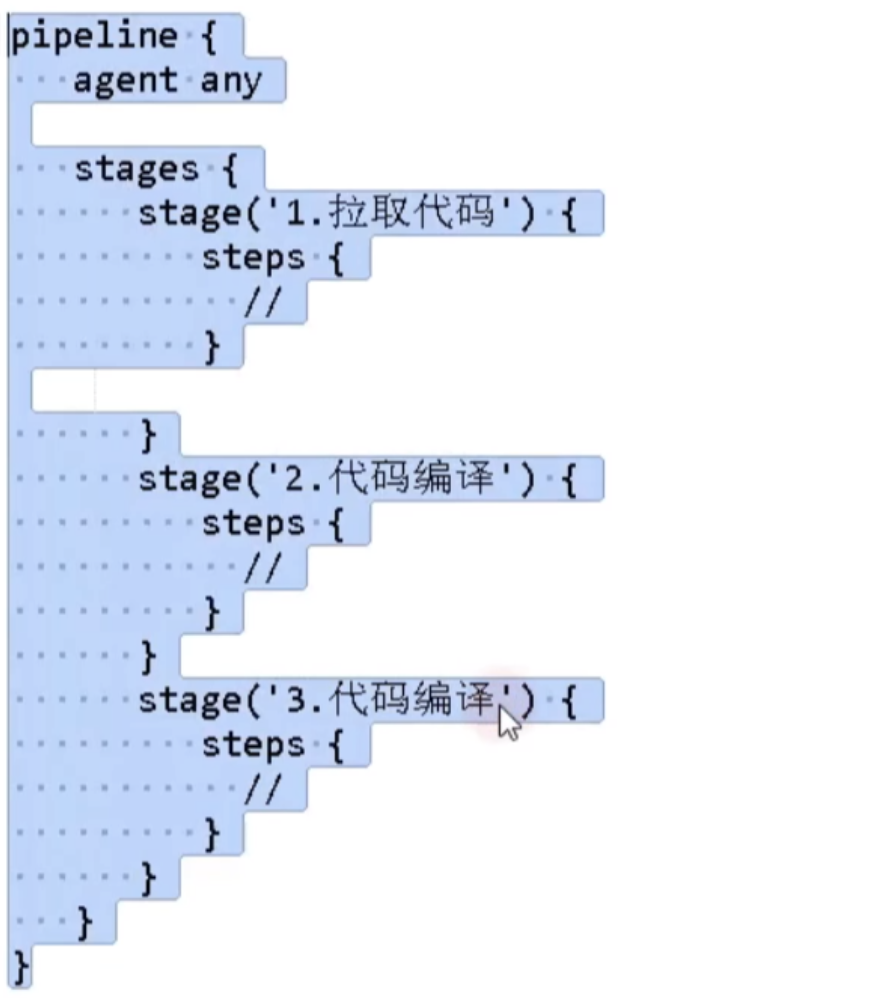 pipeline {
   agent any

   stages {
      stage('1.拉取代码') {
         steps {
           //
         }

      }
      stage('2.代码编译') {
         steps {
           //
         }
      }
      stage('3.代码编译') {
         steps {
           //
         }
      }
   }
}